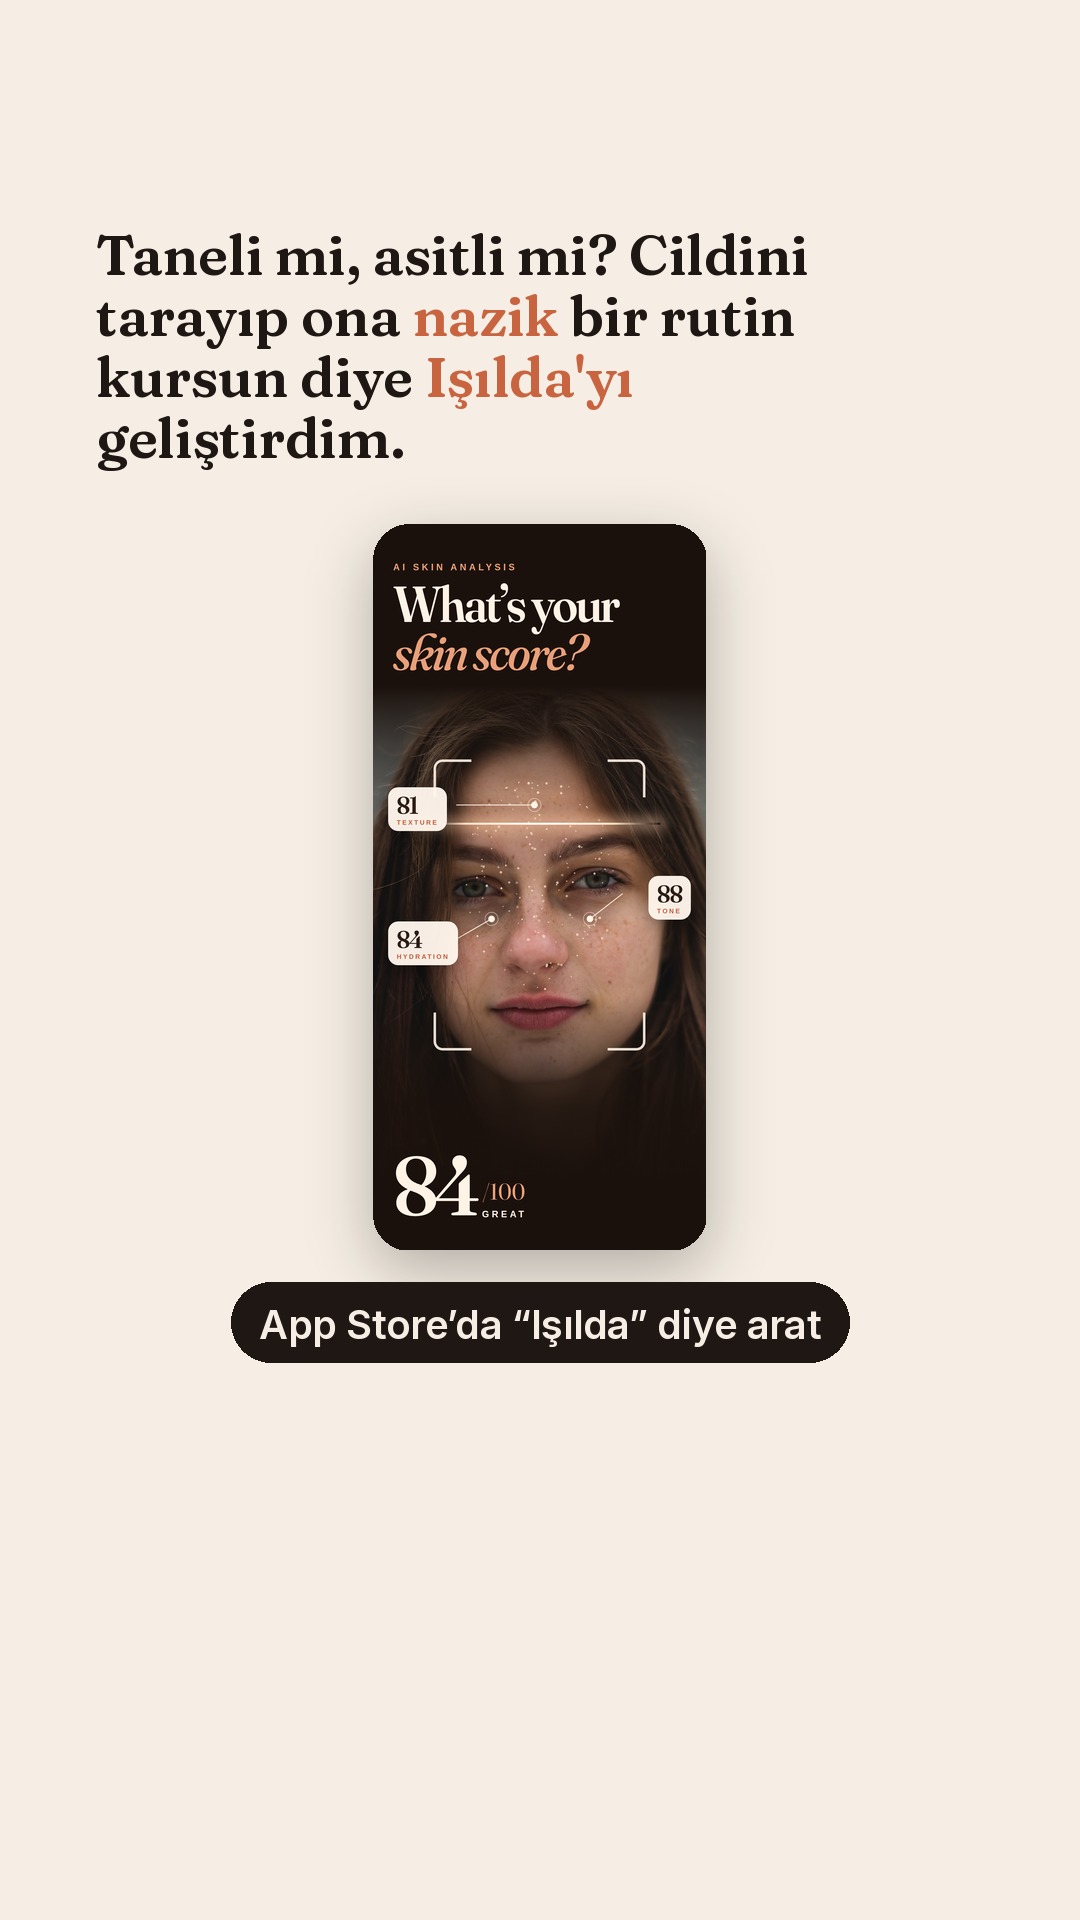 Taneli mi, asitli mi? Cildini
tarayıp ona nazik bir rutin
kursun diye Işılda'yı
geliştirdim.
AI SKIN ANALYSIS
What's your
skin score?
81
TEXTURE
88
TONE
84
HYDRATION
84 /100
GREAT
App Store’da “Işılda” diye arat